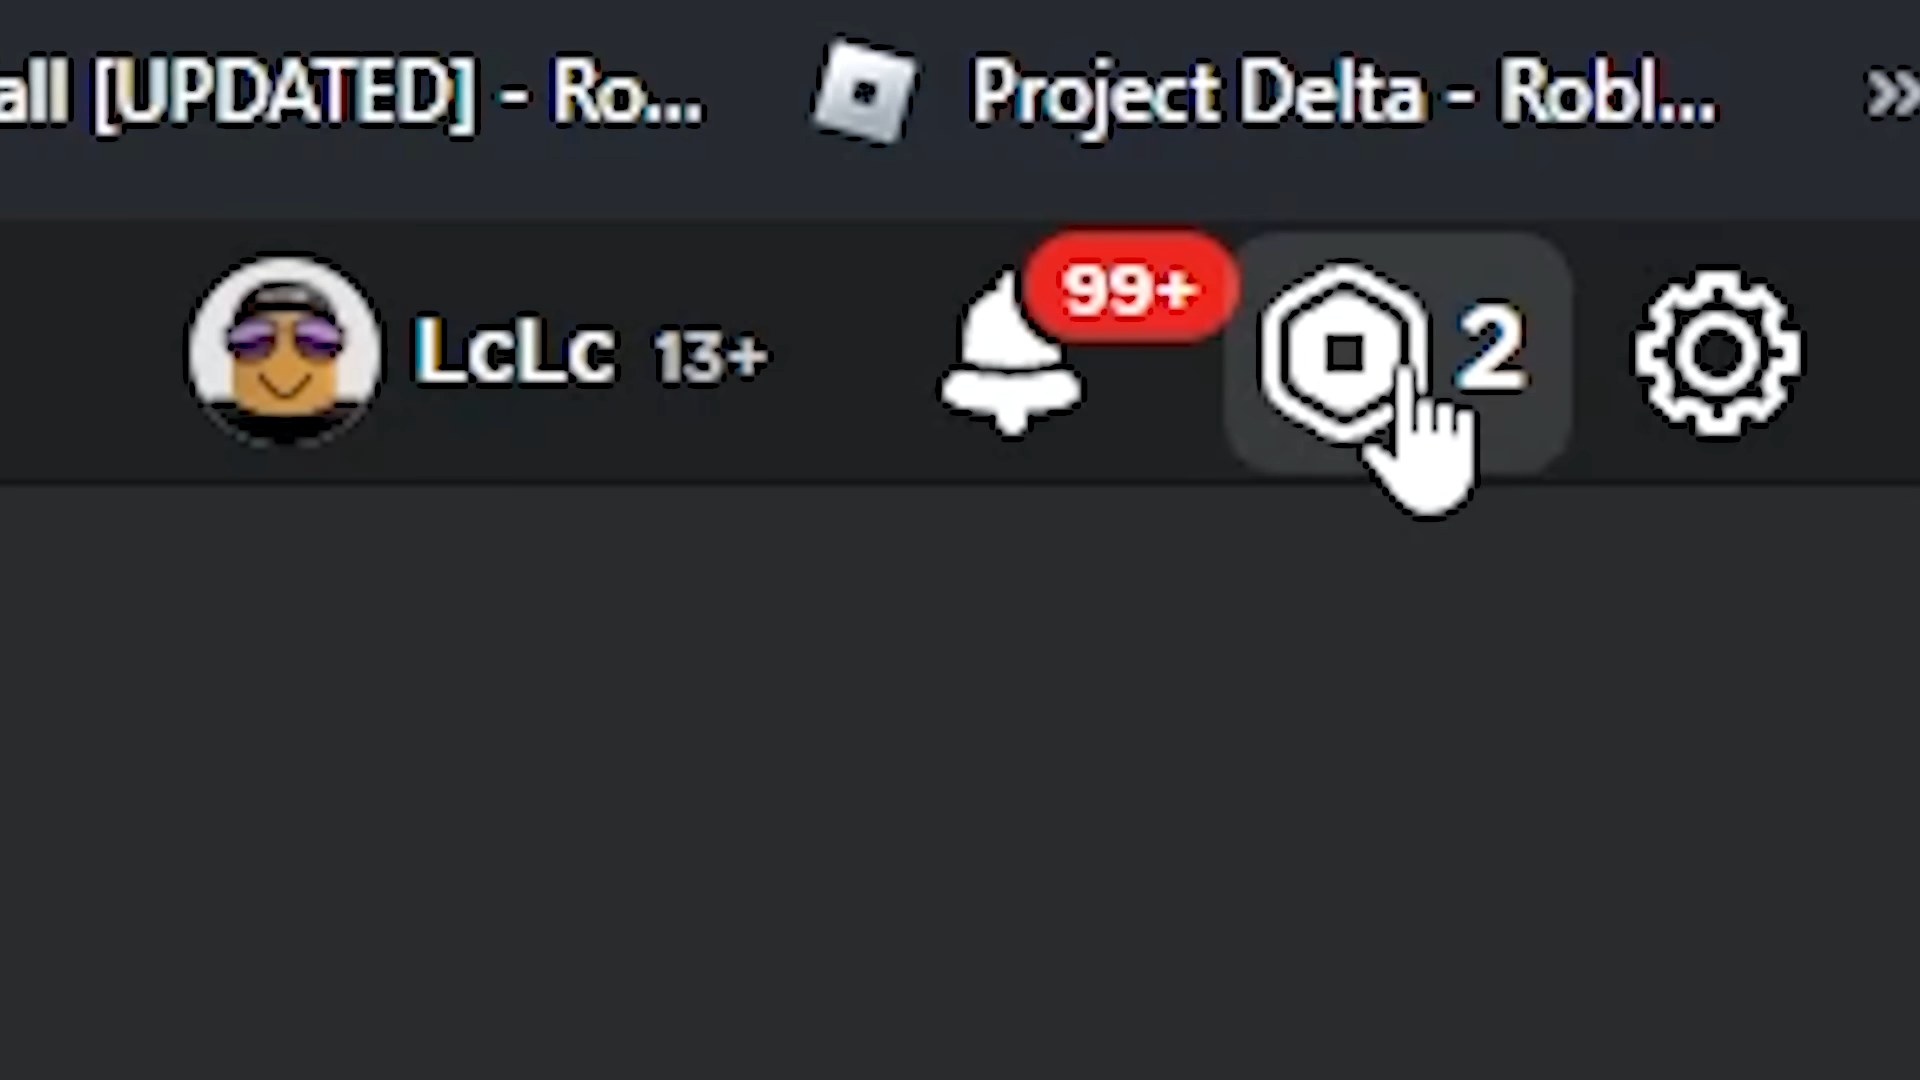 all [UPDATED] - Ro... Project Delta - Robl... »
LcLc 13+ 99+ 2